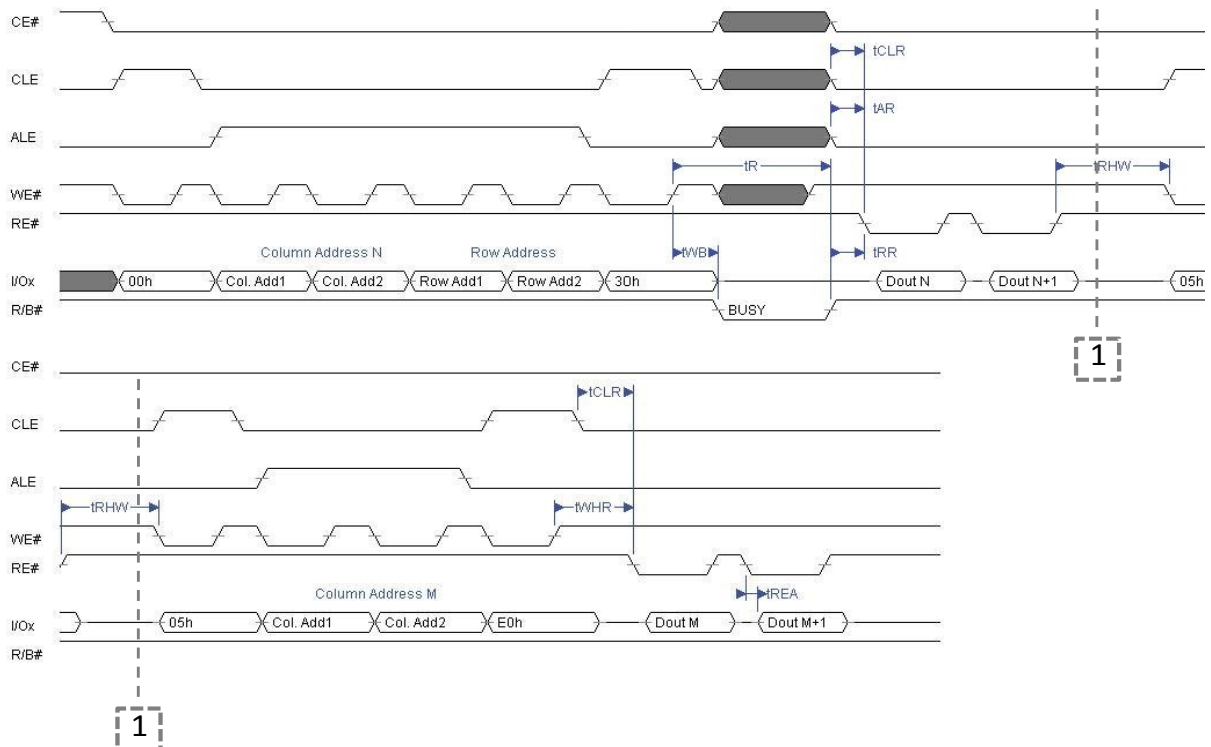 CE#
tCLR
CLE
tAR
ALE
tR
tRHW
WE#
RE#
Column Address N Row Address tWB tRR
I/Ox 00h Col. Add1 Col. Add2 Row Add1 Row Add2 30h Dout N Dout N+1 05h
R/B# BUSY
1
CE#
tCLR
CLE
ALE
tRHW tWHR
WE#
RE#
Column Address M tREA
I/Ox 05h Col. Add1 Col. Add2 E0h Dout M Dout M+1
R/B#
1